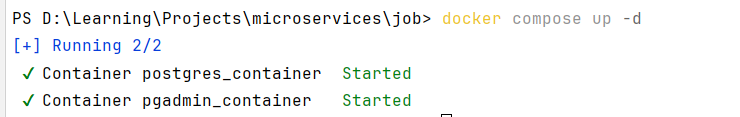 PS D:\Learning\Projects\microservices\job> docker compose up -d
[+] Running 2/2
✔ Container postgres_container  Started
✔ Container pgadmin_container   Started